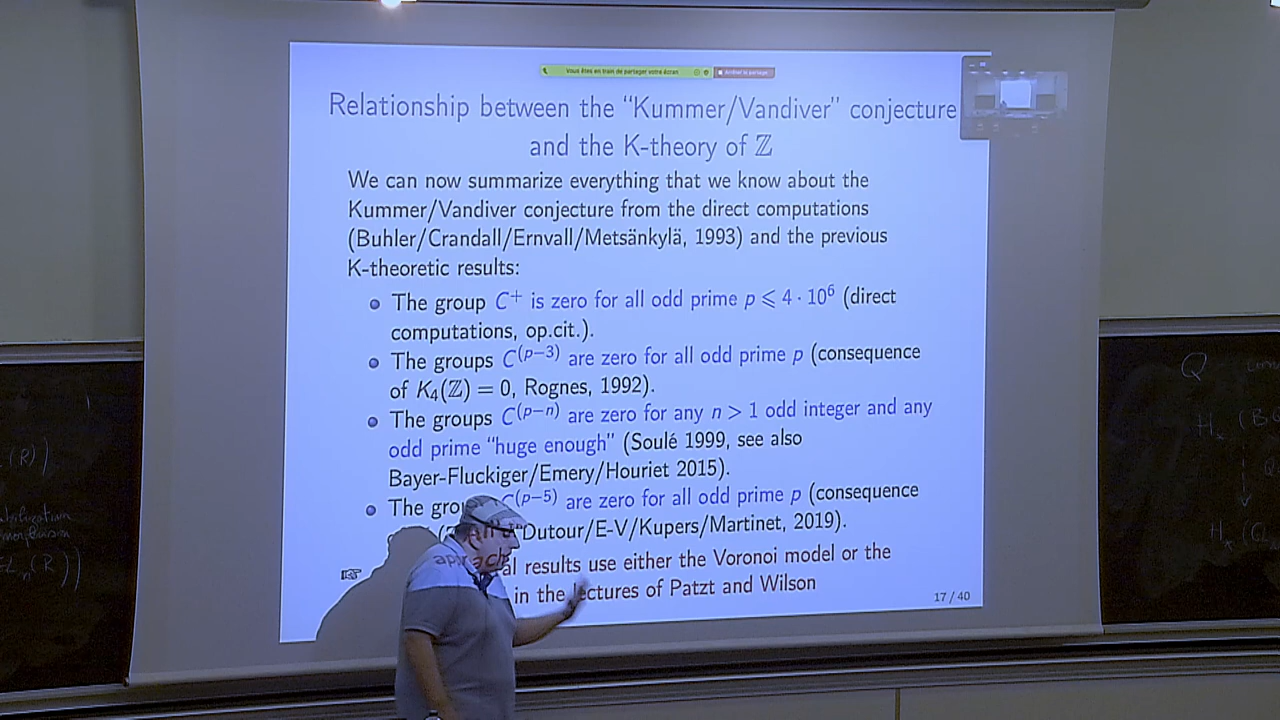 Vous êtes en train de partager votre écran Arrêter le partage
Relationship between the “Kummer/Vandiver” conjecture
and the K-theory of ℤ
We can now summarize everything that we know about the
Kummer/Vandiver conjecture from the direct computations
(Buhler/Crandall/Ernvall/Metsänkylä, 1993) and the previous
K-theoretic results:
The group C⁺ is zero for all odd prime p ⩽ 4 · 10⁶ (direct
computations, op.cit.).
The groups C⁽ᵖ⁻³⁾ are zero for all odd prime p (consequence
of K₄(ℤ) = 0, Rognes, 1992).
The groups C⁽ᵖ⁻ⁿ⁾ are zero for any n > 1 odd integer and any
odd prime “huge enough” (Soulé 1999, see also
Bayer-Fluckiger/Emery/Houriet 2015).
The C⁽ᵖ⁻⁵⁾ are zero for all odd prime p (consequence
Dutour/E-V/Kupers/Martinet, 2019).
results use either the Voronoi model or the
in the lectures of Patzt and Wilson
17 / 40
(R))
(R))
Q
H* (B
H* (